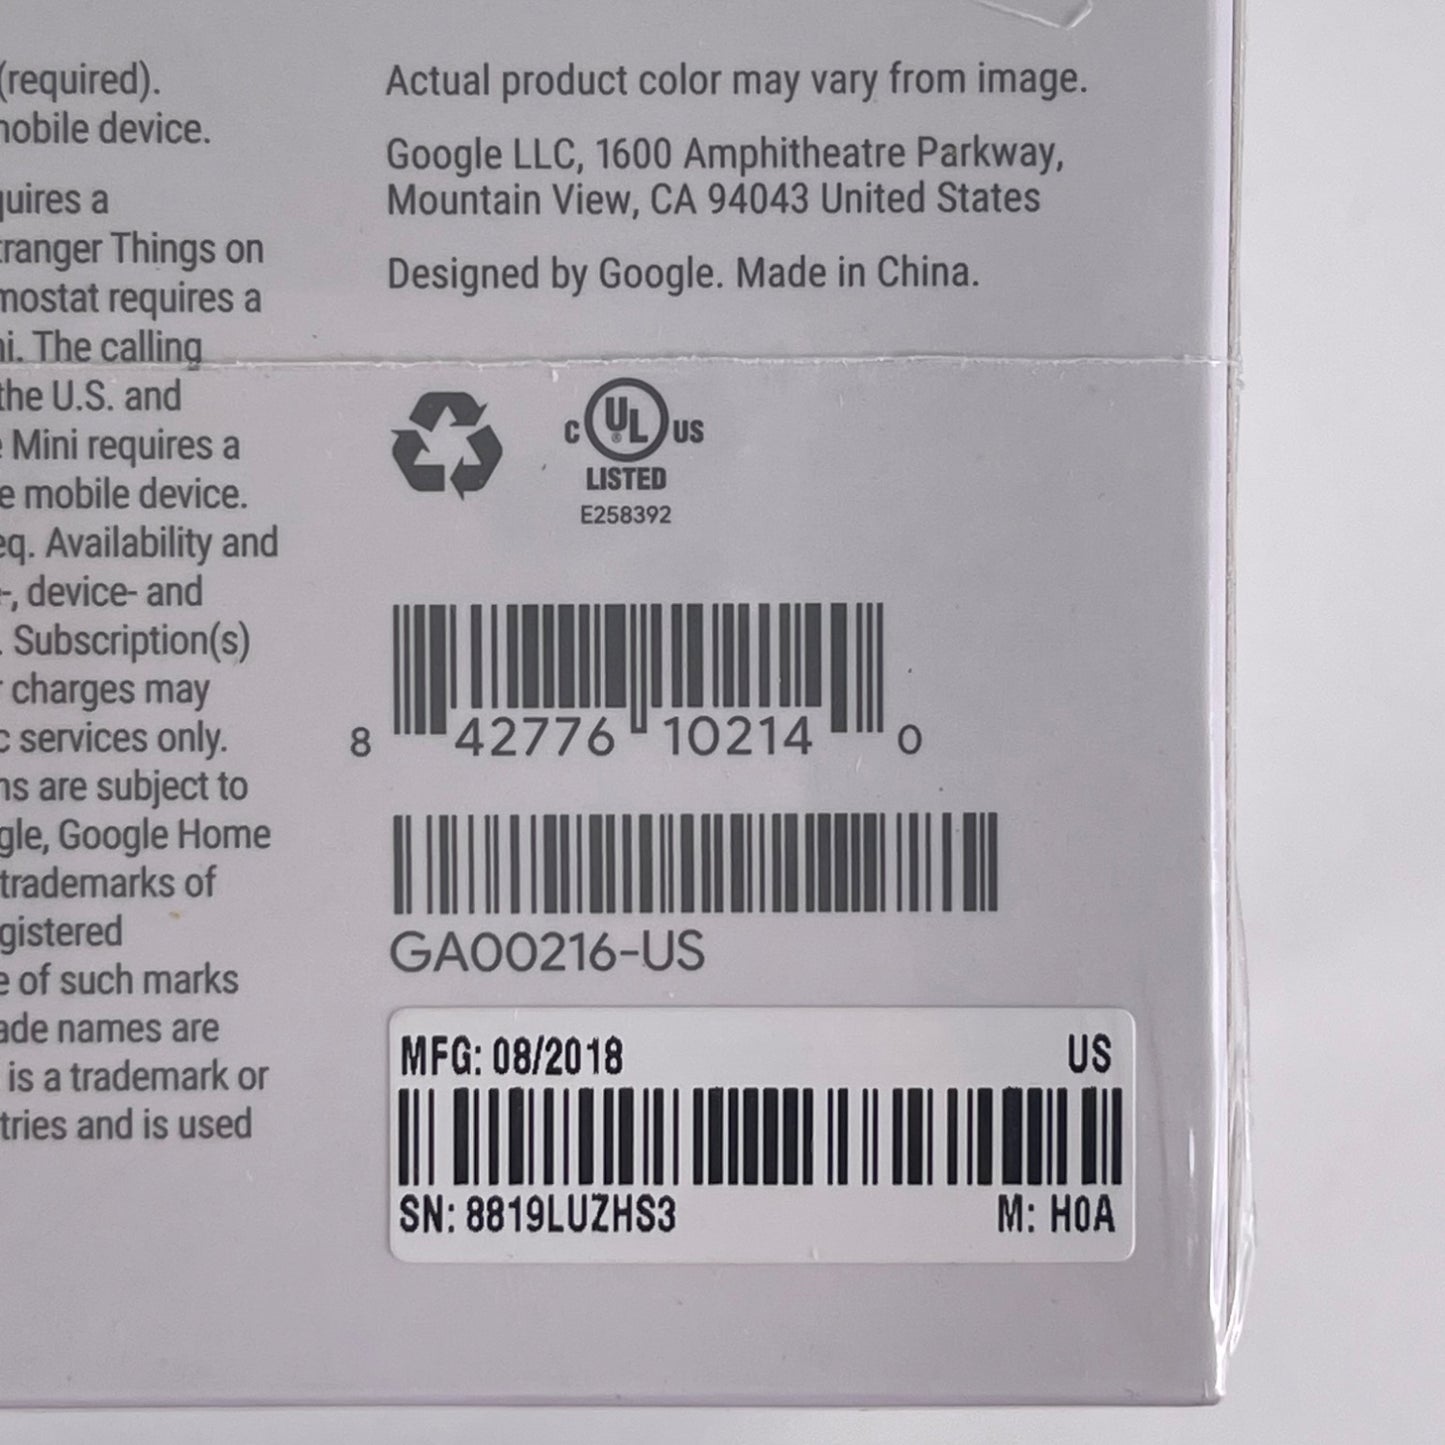 (required).
mobile device.
quires a
tranger Things on
mostat requires a
ni. The calling
the U.S. and
e Mini requires a
e mobile device.
eq. Availability and
-, device- and
. Subscription(s)
r charges may
c services only.
ns are subject to
gle, Google Home
trademarks of
gistered
e of such marks
ade names are
is a trademark or
tries and is used
Actual product color may vary from image.
Google LLC, 1600 Amphitheatre Parkway,
Mountain View, CA 94043 United States
Designed by Google. Made in China.
C UL® US
LISTED
E258392
8 42776 10214 0
GA00216-US
MFG: 08/2018 US
SN: 8819LUZHS3 M: H0A